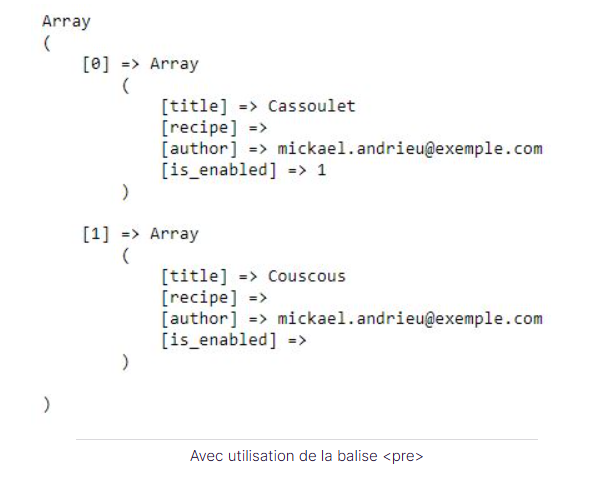 Array
(
    [0] => Array
        (
            [title] => Cassoulet
            [recipe] =>
            [author] => mickael.andrieu@exemple.com
            [is_enabled] => 1
        )

    [1] => Array
        (
            [title] => Couscous
            [recipe] =>
            [author] => mickael.andrieu@exemple.com
            [is_enabled] =>
        )

)
Avec utilisation de la balise <pre>